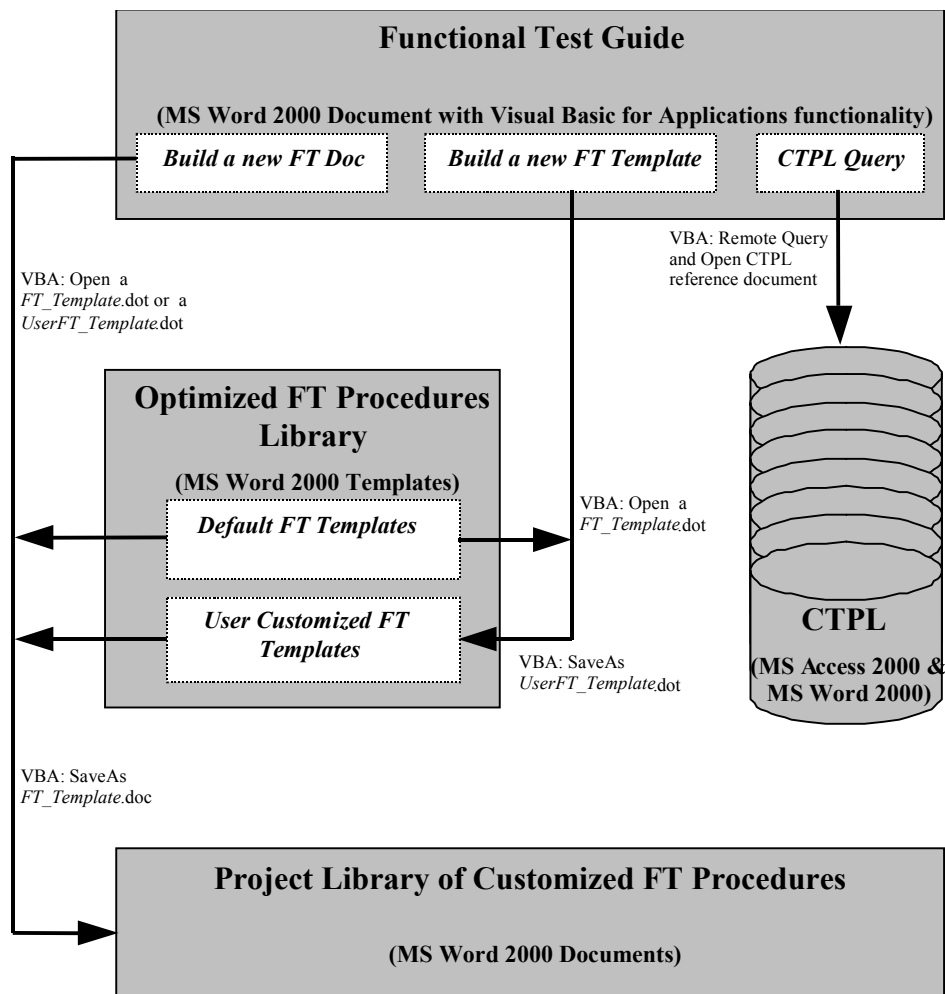 Functional Test Guide
(MS Word 2000 Document with Visual Basic for Applications functionality)
Build a new FT Doc
Build a new FT Template
CTPL Query
VBA: Remote Query
and Open CTPL
reference document
VBA: Open a
FT_Template.dot or a
UserFT_Template.dot
Optimized FT Procedures
Library
(MS Word 2000 Templates)
Default FT Templates
User Customized FT
Templates
VBA: Open a
FT_Template.dot
VBA: SaveAs
UserFT_Template.dot
CTPL
(MS Access 2000 &
MS Word 2000)
VBA: SaveAs
FT_Template.doc
Project Library of Customized FT Procedures
(MS Word 2000 Documents)